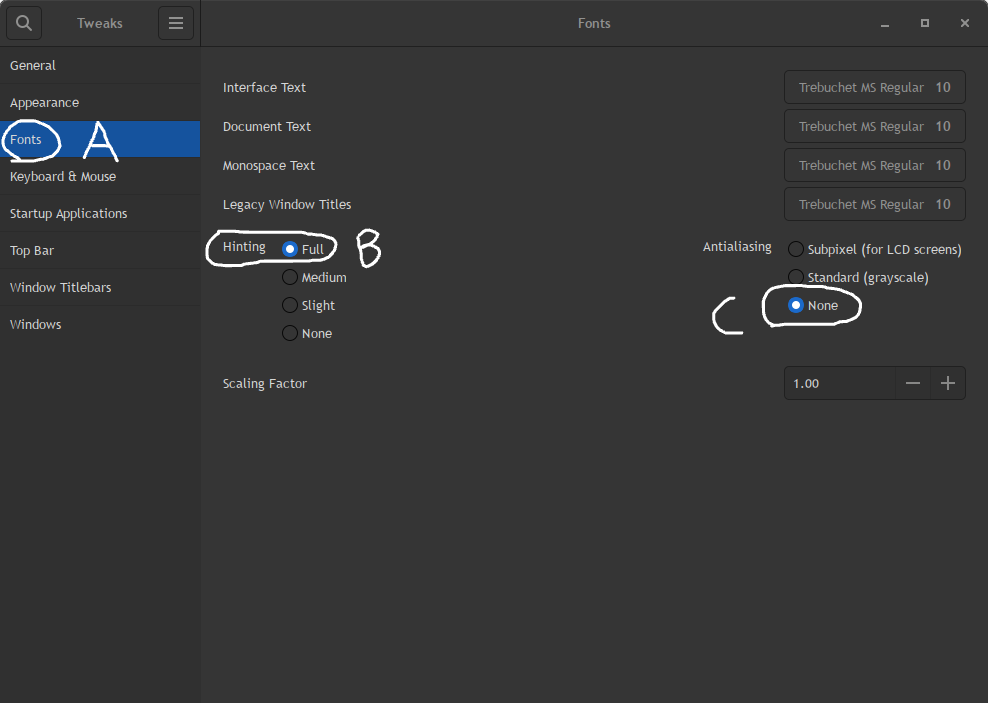 Tweaks
Fonts
General
Appearance
Fonts A
Keyboard & Mouse
Startup Applications
Top Bar
Window Titlebars
Windows
Interface Text Trebuchet MS Regular 10
Document Text Trebuchet MS Regular 10
Monospace Text Trebuchet MS Regular 10
Legacy Window Titles Trebuchet MS Regular 10
Hinting Full B
Medium
Slight
None
Antialiasing Subpixel (for LCD screens)
Standard (grayscale)
C None
Scaling Factor 1.00